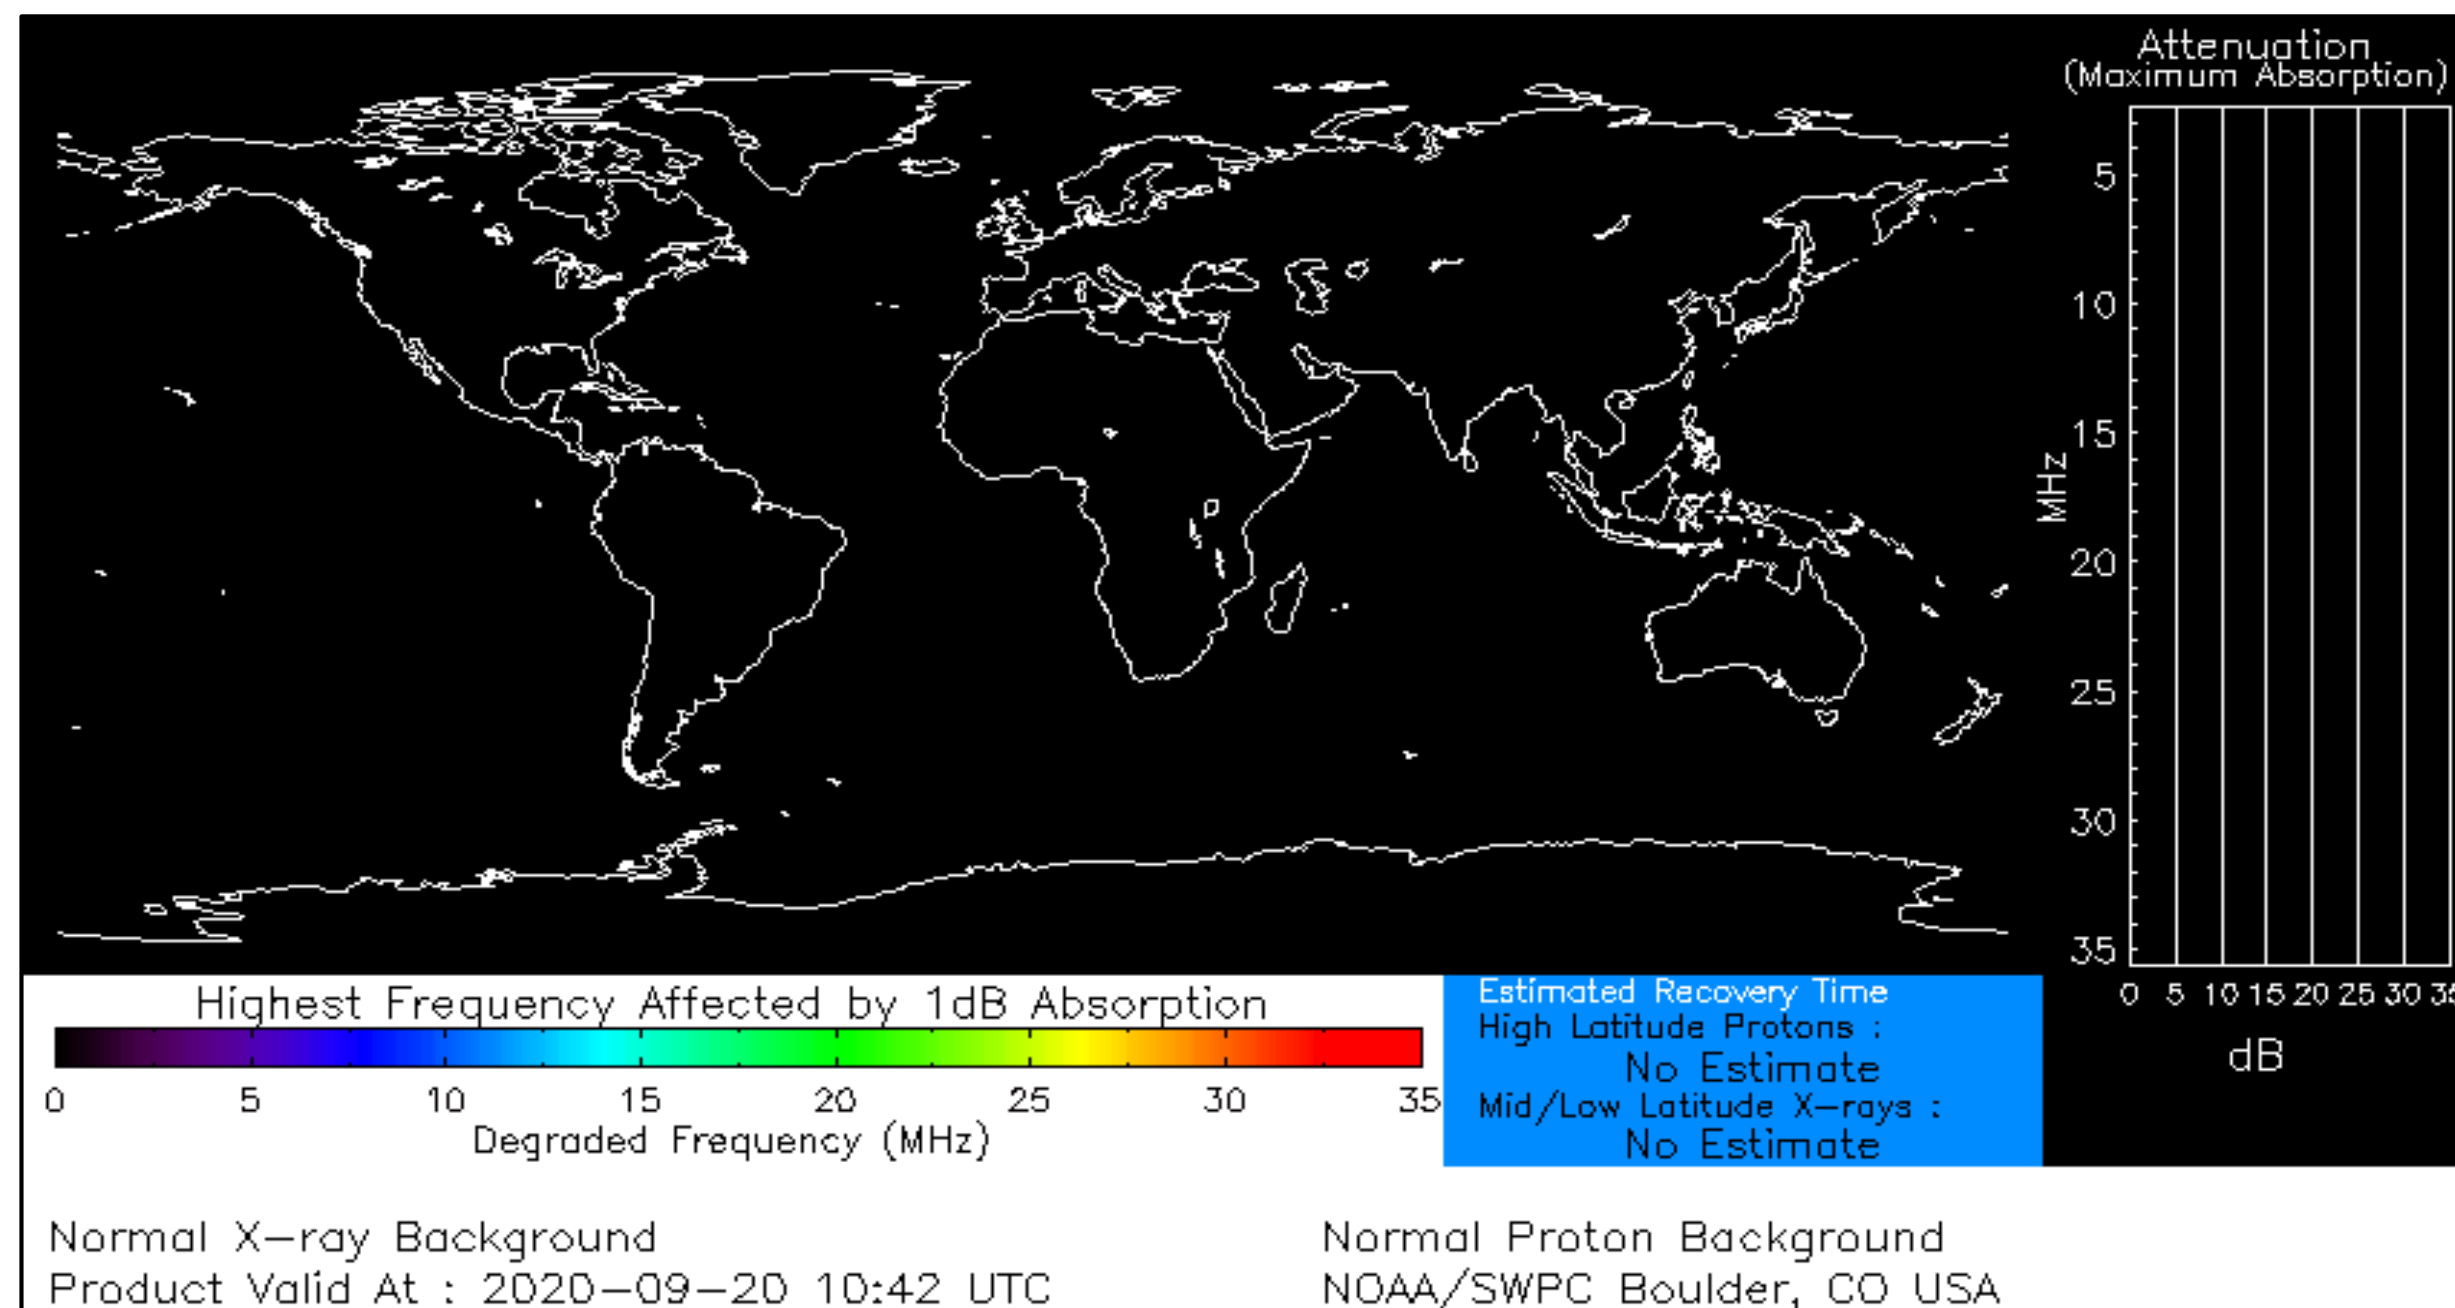 Attenuation
(Maximum Absorption)
5
10
15
20
25
30
35
MHz
0 5 10 15 20 25 30 35
dB
Highest Frequency Affected by 1dB Absorption
0 5 10 15 20 25 30 35
Degraded Frequency (MHz)
Estimated Recovery Time
High Latitude Protons :
No Estimate
Mid/Low Latitude X-rays :
No Estimate
Normal X-ray Background
Normal Proton Background
Product Valid At : 2020-09-20 10:42 UTC
NOAA/SWPC Boulder, CO USA